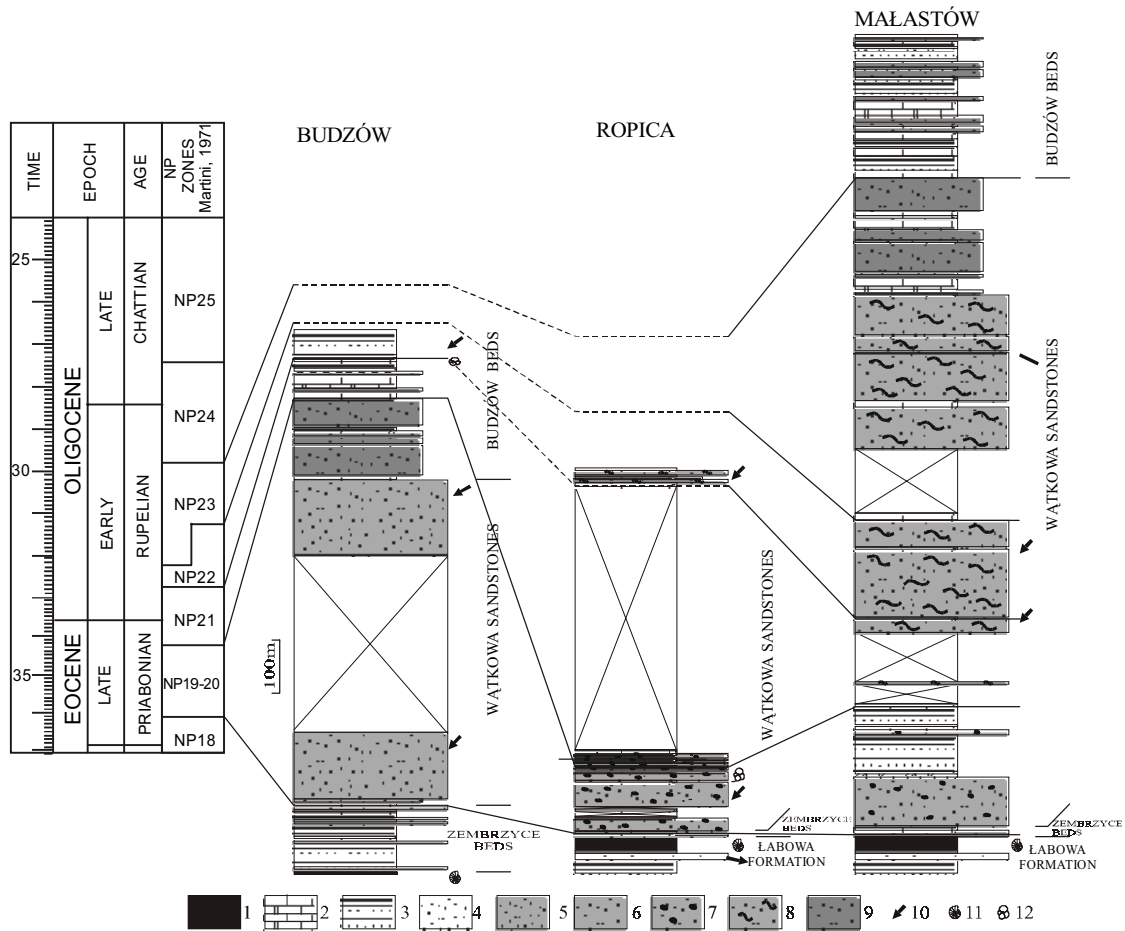 MAŁASTÓW
BUDZÓW
ROPICA
BUDZÓW BEDS
TIME
EPOCH
AGE
NP
ZONES
Martini, 1971
25
30
35
OLIGOCENE
EOCENE
LATE
EARLY
LATE
CHATTIAN
RUPELIAN
PRIABONIAN
NP25
NP24
NP23
NP22
NP21
NP19-20
NP18
100m
BUDZÓW BEDS
WĄTKOWA SANDSTONES
ZEMBRZYCE
BEDS
WĄTKOWA SANDSTONES
ZEMBRZYCE
BEDS
ŁABOWA
FORMATION
WĄTKOWA SANDSTONES
ZEMBRZYCE
BEDS
ŁABOWA
FORMATION
1 2 3 4 5 6 7 8 9 10 11 12